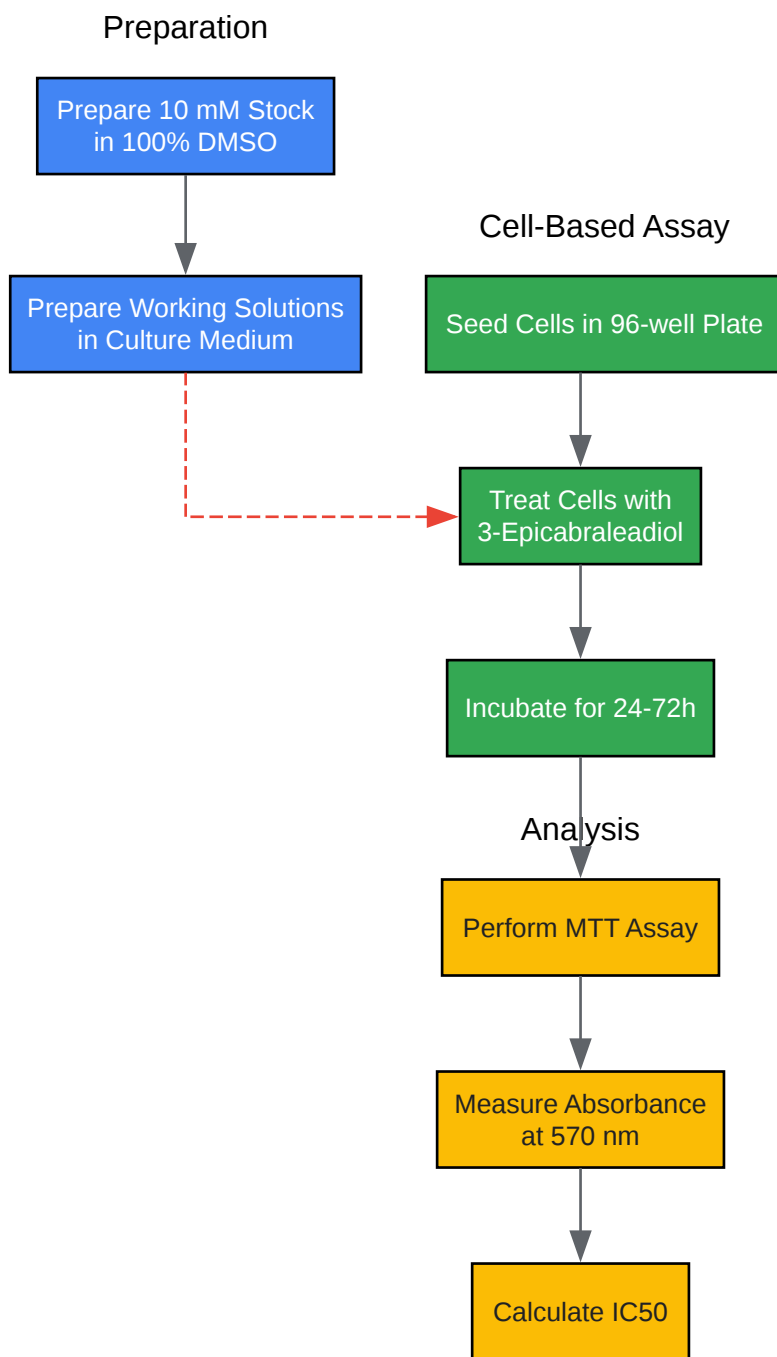 Preparation
Prepare 10 mM Stock
in 100% DMSO
Prepare Working Solutions
in Culture Medium
Cell-Based Assay
Seed Cells in 96-well Plate
Treat Cells with
3-Epicabraleadiol
Incubate for 24-72h
Analysis
Perform MTT Assay
Measure Absorbance
at 570 nm
Calculate IC50